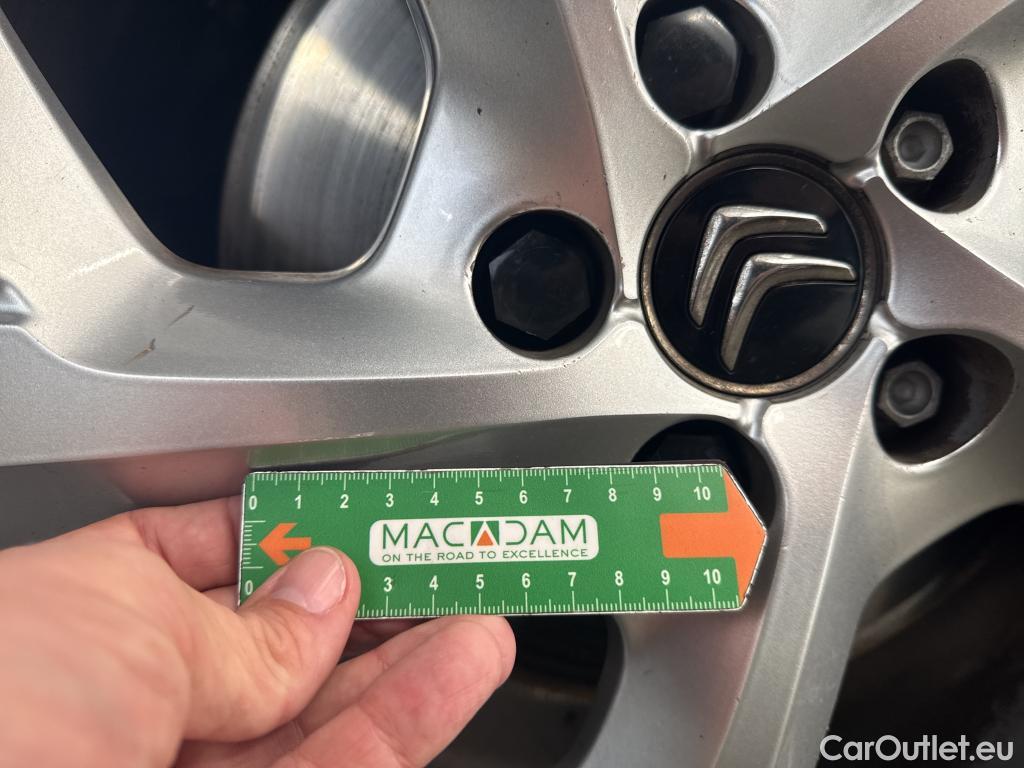 0 1 2 3 4 5 6 7 8 9 10
MACADAM
ON THE ROAD TO EXCELLENCE
0 3 4 5 6 7 8 9 10
CarOutlet.eu